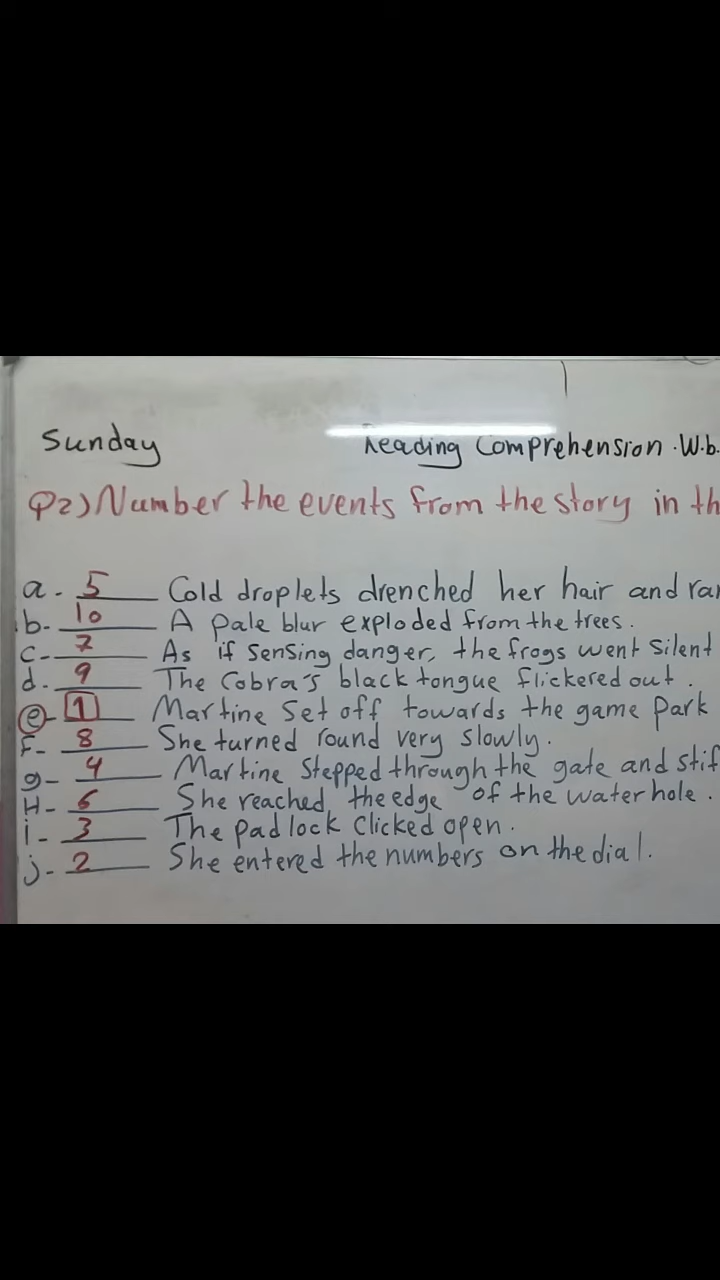 Sunday Reading Comprehension.W.b.
Q2) Number the events from the story in th
a - 5 Cold droplets drenched her hair and ran
b- 10 A pale blur exploded from the trees.
c- 7 As if sensing danger, the frogs went silent
d. 9 The Cobra's black tongue flickered out.
e- 1 Martine set off towards the game park
F- 8 She turned round very slowly.
g- 4 Martine stepped through the gate and stif
H- 6 She reached the edge of the water hole.
i- 3 The padlock clicked open.
j- 2 She entered the numbers on the dial.